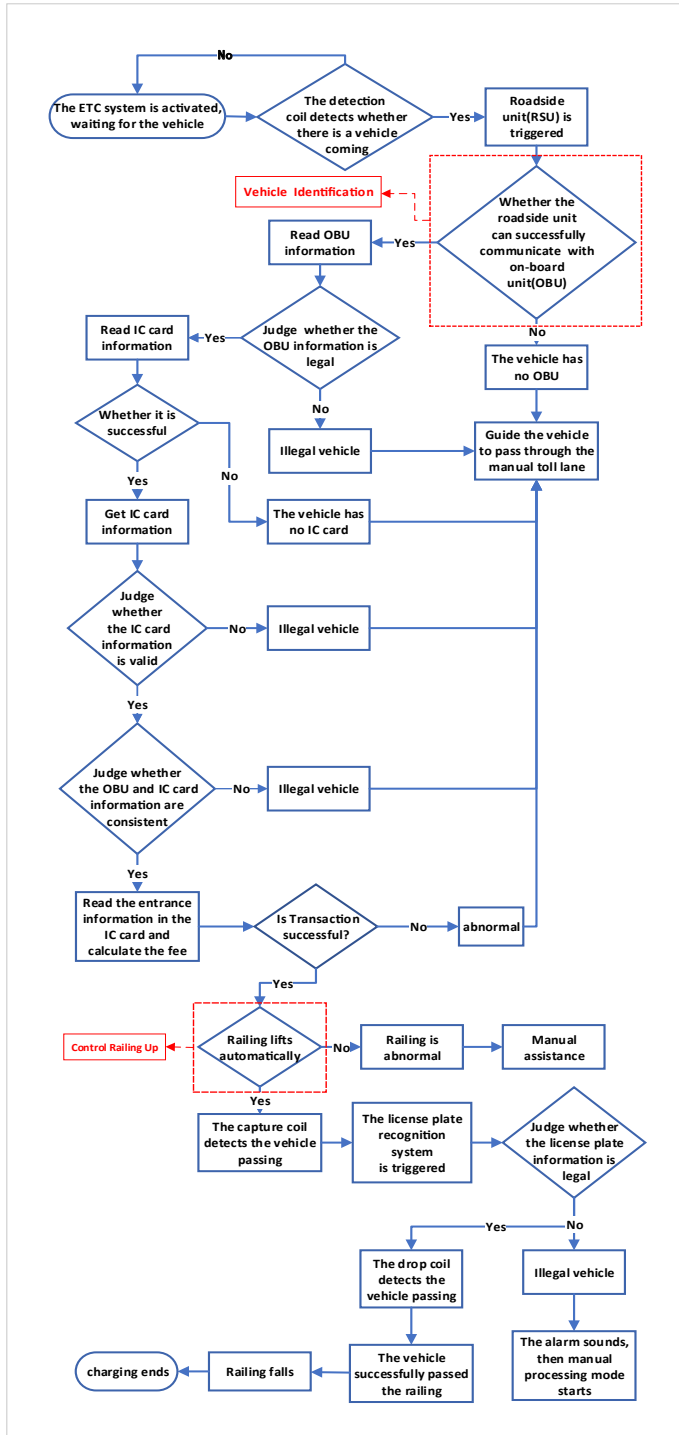 No
The ETC system is activated,
waiting for the vehicle
The detection
coil detects whether
there is a vehicle
coming
Yes
Roadside
unit(RSU) is
triggered
Vehicle Identification
Whether the
roadside unit
can successfully
communicate with
on-board
unit(OBU)
Yes
Read OBU
information
No
Judge whether the
OBU information is
legal
Yes
Read IC card
information
The vehicle has
no OBU
No
Whether it is
successful
Illegal vehicle
Guide the vehicle
to pass through the
manual toll lane
Yes
No
Get IC card
information
The vehicle has
no IC card
Judge
whether
the IC card
information
is valid
No
Illegal vehicle
Yes
Judge whether
the OBU and IC card
information are
consistent
No
Illegal vehicle
Yes
Read the entrance
information in the
IC card and
calculate the fee
Is Transaction
successful?
No
abnormal
Yes
Control Railing Up
Railing lifts
automatically
No
Railing is
abnormal
Manual
assistance
Yes
The capture coil
detects the vehicle
passing
The license plate
recognition
system
is triggered
Judge whether
the license plate
information is
legal
Yes
No
The drop coil
detects the
vehicle passing
Illegal vehicle
charging ends
Railing falls
The vehicle
successfully passed
the railing
The alarm sounds,
then manual
processing mode
starts